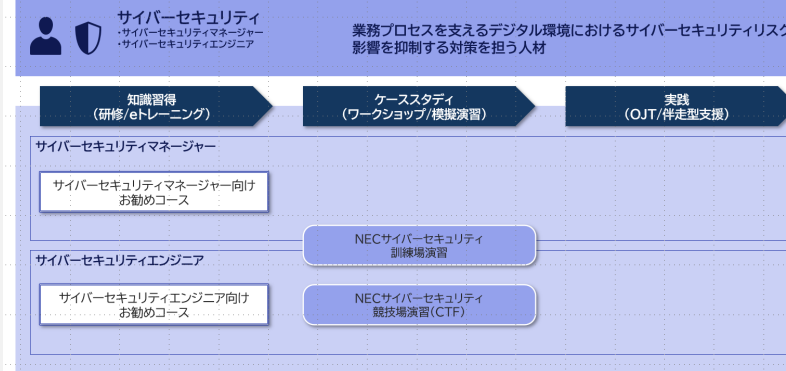 サイバーセキュリティ
・サイバーセキュリティマネージャー
・サイバーセキュリティエンジニア
業務プロセスを支えるデジタル環境におけるサイバーセキュリティリスク
影響を抑制する対策を担う人材
知識習得
（研修/eトレーニング）
ケーススタディ
（ワークショップ/模擬演習）
実践
（OJT/伴走型支援）
サイバーセキュリティマネージャー
サイバーセキュリティマネージャー向け
お勧めコース
NECサイバーセキュリティ
訓練場演習
サイバーセキュリティエンジニア
サイバーセキュリティエンジニア向け
お勧めコース
NECサイバーセキュリティ
競技場演習（CTF）